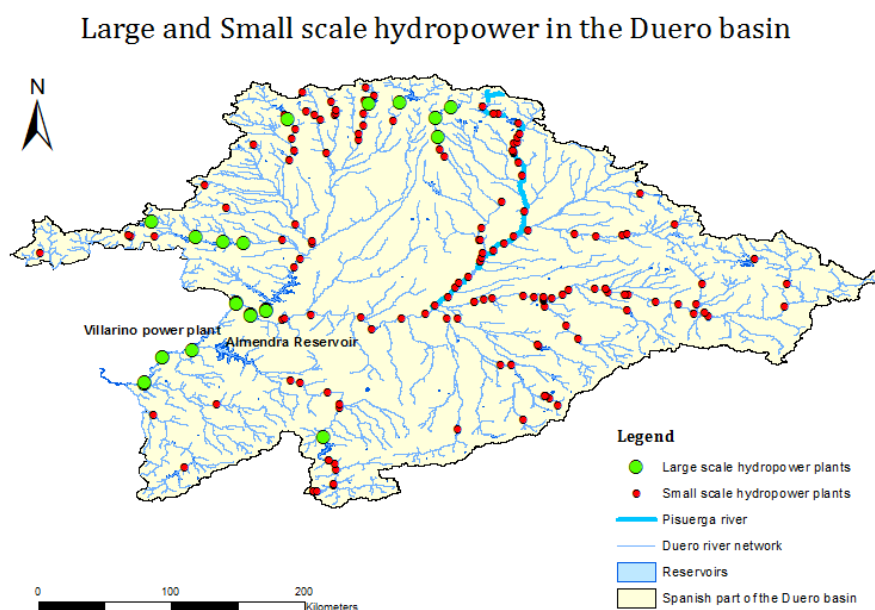 Large and Small scale hydropower in the Duero basin
N
Villarino power plant
Almendra Reservoir
Legend
Large scale hydropower plants
Small scale hydropower plants
Pisuerga river
Duero river network
Reservoirs
Spanish part of the Duero basin
0 100 200
Kilometers